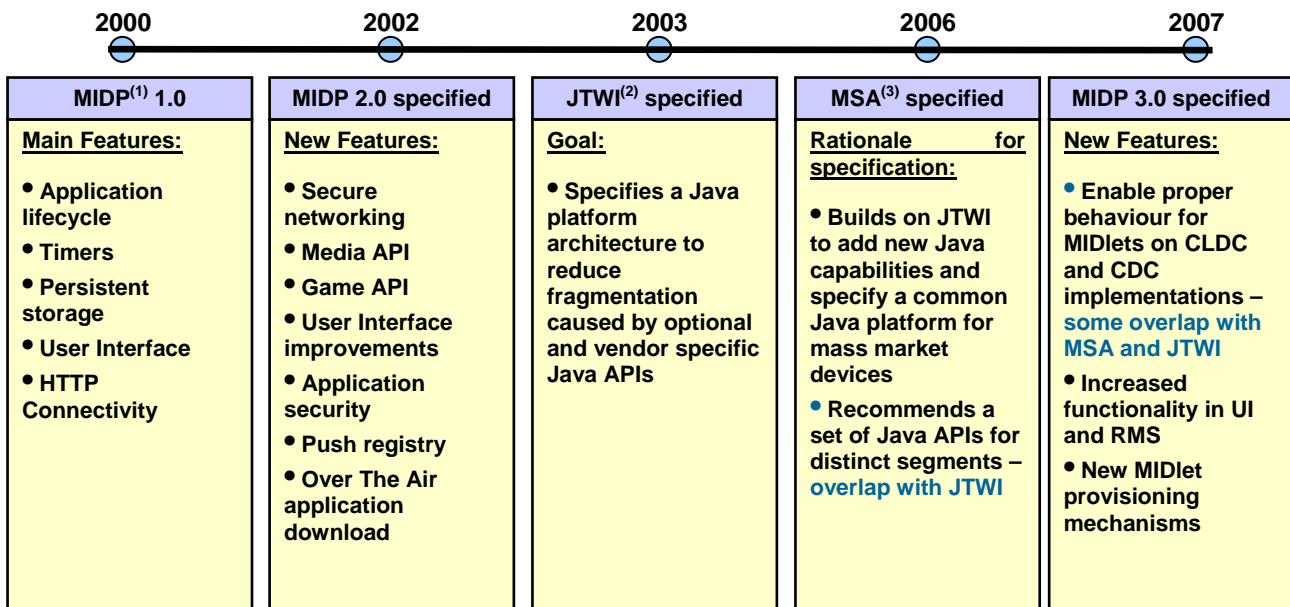 2000
2002
2003
2006
2007
MIDP(1) 1.0
Main Features:
• Application
lifecycle
• Timers
• Persistent
storage
• User Interface
• HTTP
Connectivity
MIDP 2.0 specified
New Features:
• Secure
networking
• Media API
• Game API
• User Interface
improvements
• Application
security
• Push registry
• Over The Air
application
download
JTWI(2) specified
Goal:
• Specifies a Java
platform
architecture to
reduce
fragmentation
caused by optional
and vendor specific
Java APIs
MSA(3) specified
Rationale for
specification:
• Builds on JTWI
to add new Java
capabilities and
specify a common
Java platform for
mass market
devices
• Recommends a
set of Java APIs for
distinct segments –
overlap with JTWI
MIDP 3.0 specified
New Features:
• Enable proper
behaviour for
MIDlets on CLDC
and CDC
implementations –
some overlap with
MSA and JTWI
• Increased
functionality in UI
and RMS
• New MIDlet
provisioning
mechanisms